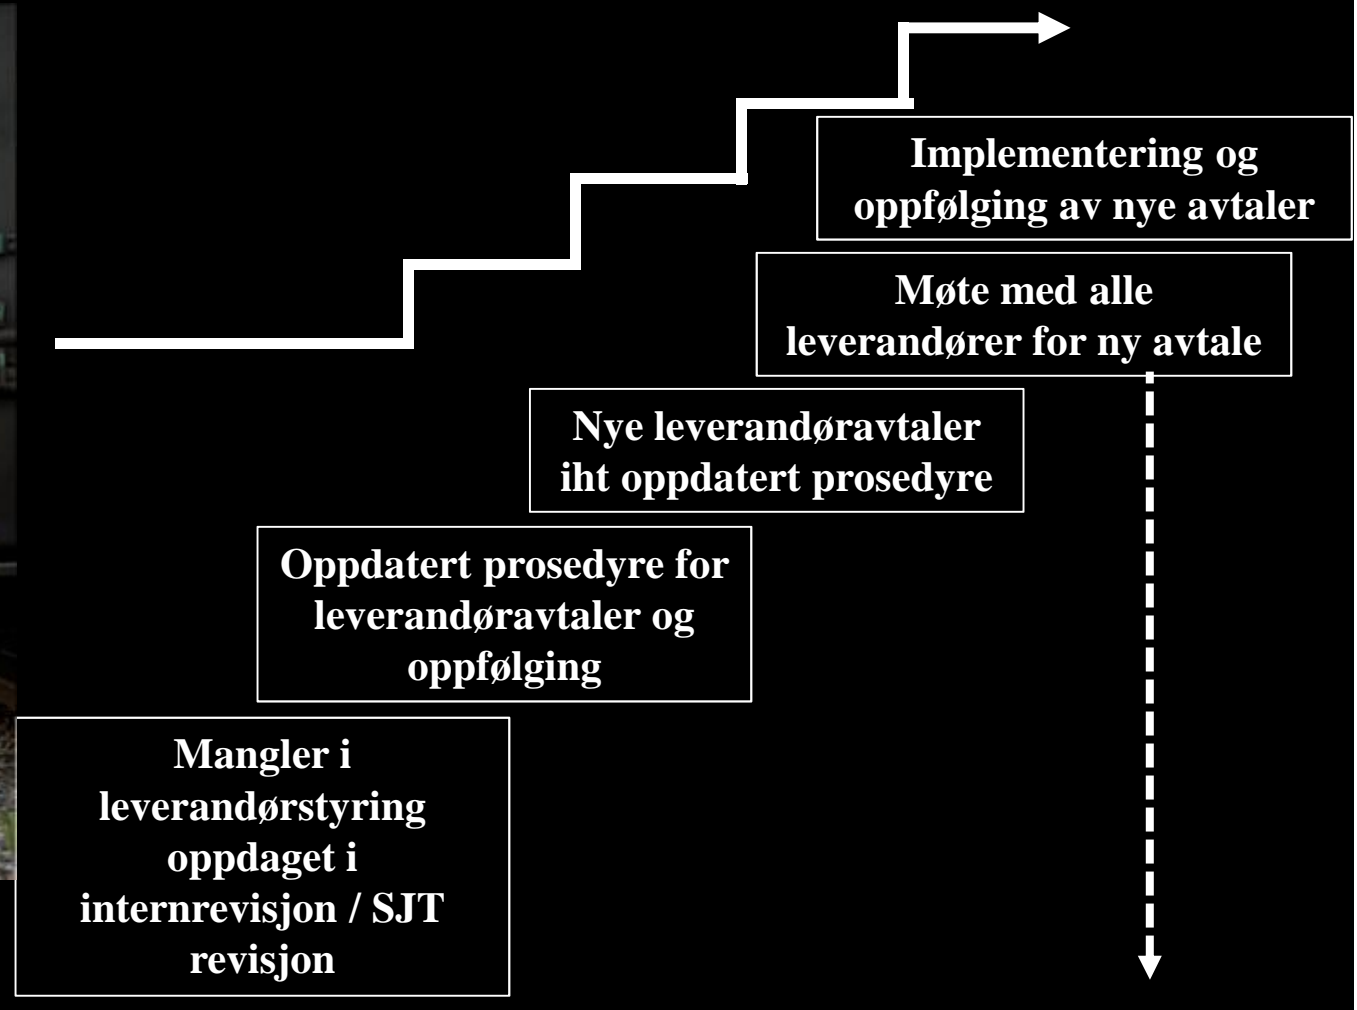 Implementering og
oppfølging av nye avtaler
Møte med alle
leverandører for ny avtale
Nye leverandøravtaler
iht oppdatert prosedyre
Oppdatert prosedyre for
leverandøravtaler og
oppfølging
Mangler i
leverandørstyring
oppdaget i
internrevisjon / SJT
revisjon